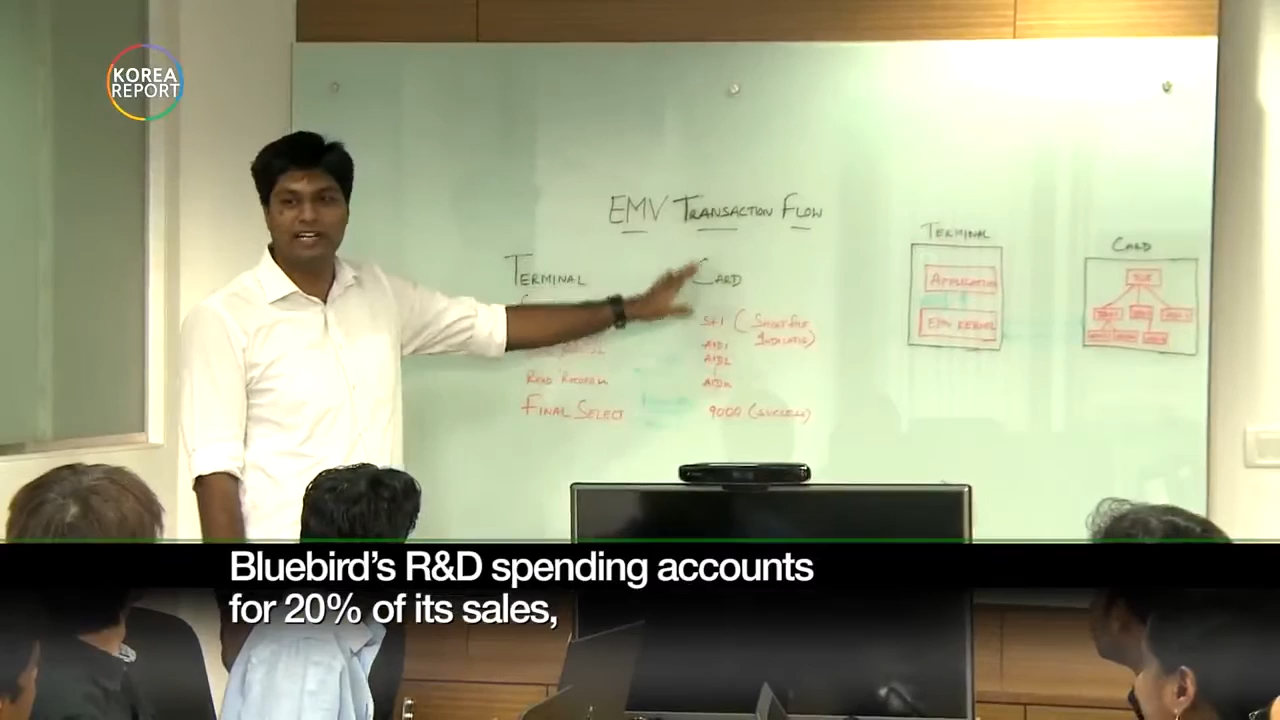 KOREA
REPORT
EMV TRANSACTION FLOW
TERMINAL
CARD
TERMINAL
CARD
APPLICATION
EMV KERNEL
SFI (SHORT FILE
INDICATOR)
AID1
AID2
READ RECORD
FINAL SELECT
9000 (SUCCESS)
Bluebird's R&D spending accounts
for 20% of its sales,